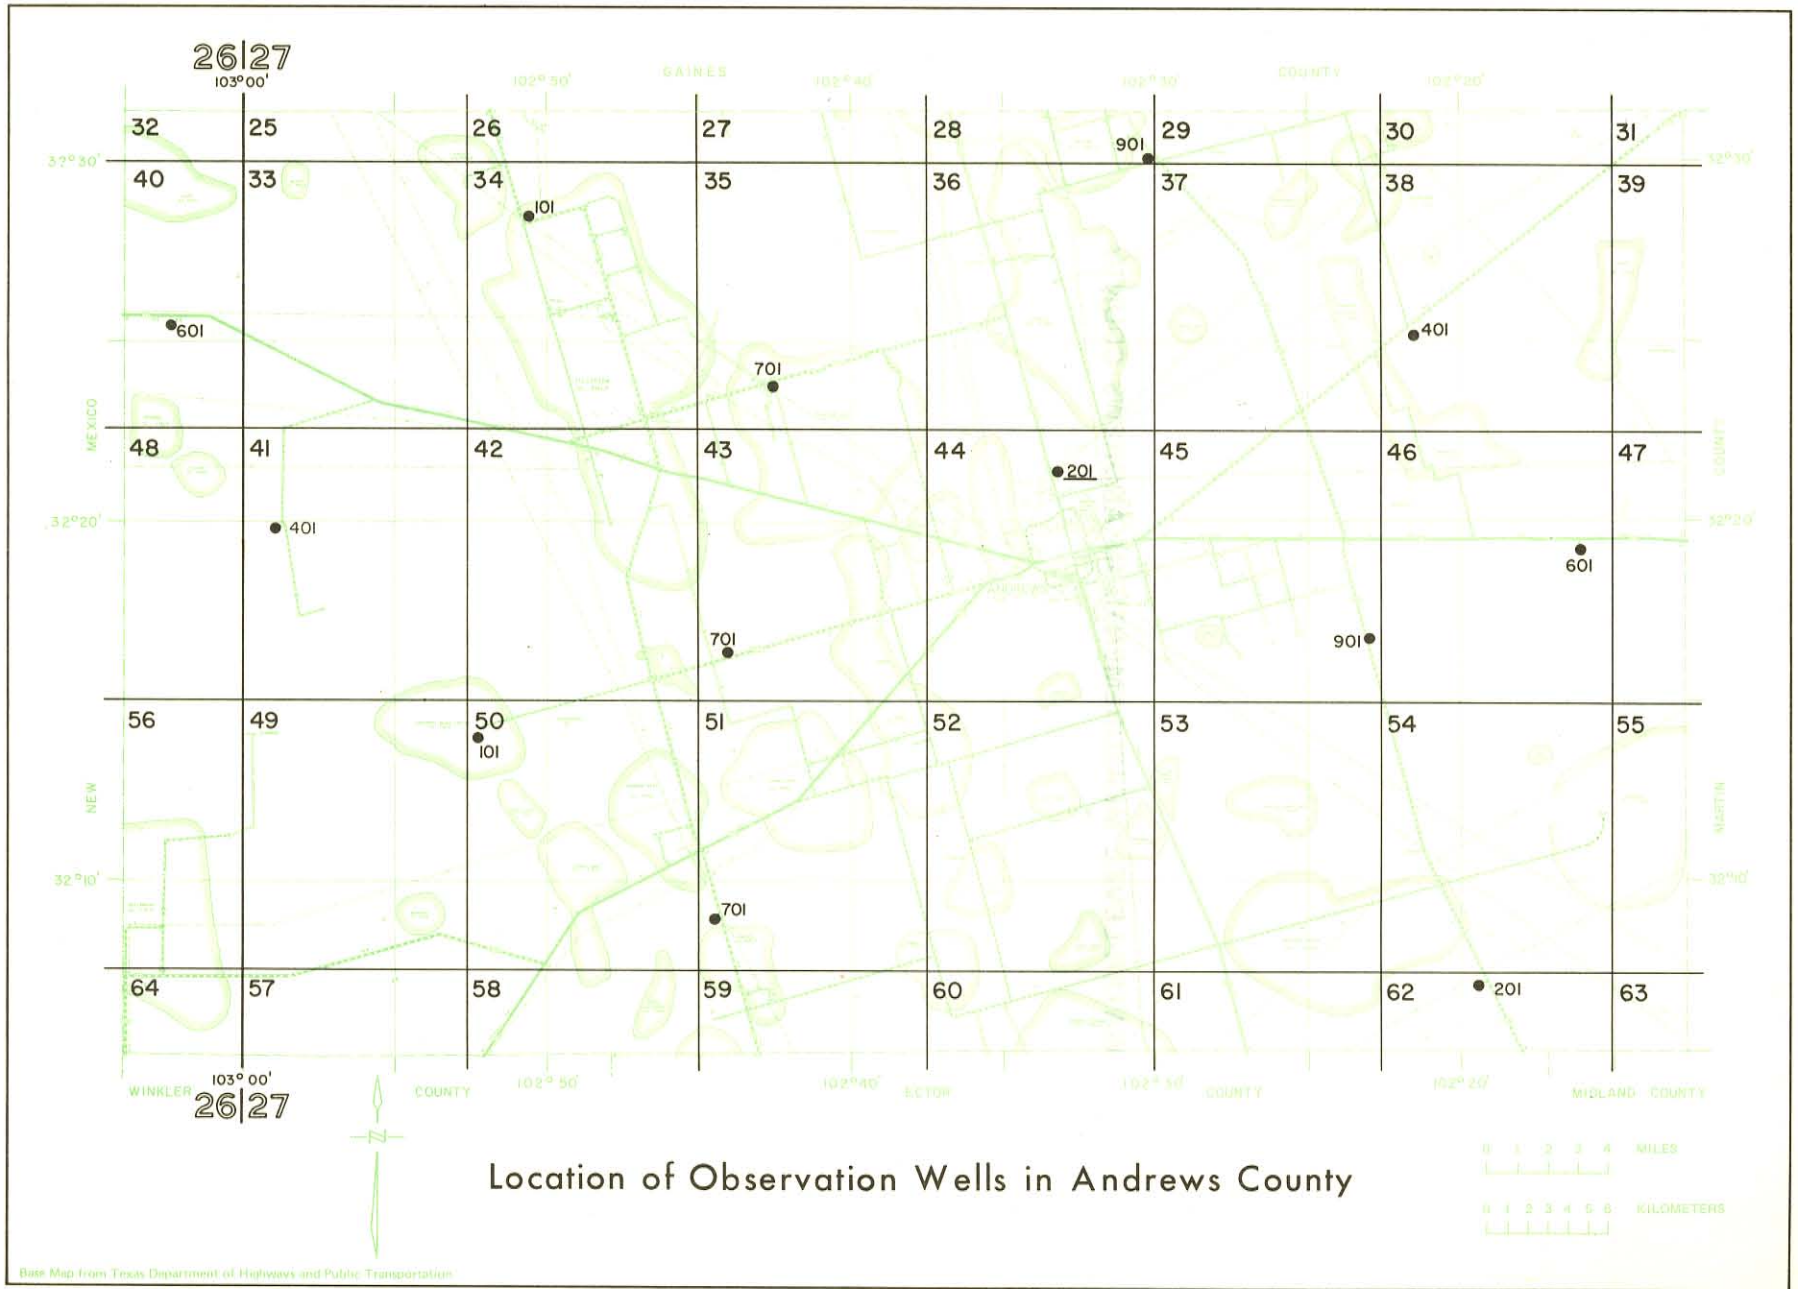 26|27
103°00'
GAINES COUNTY
102°50' 102°40' 102°30' 102°20'
32 25 26 27 28 29 30 31
901
32°30' 32°30'
40 33 34 35 36 37 38 39
101
601
401
701
MEXICO
COUNTY
48 41 42 43 44 45 46 47
201
32°20' 32°20'
401
601
ANDREWS
701
901
56 49 50 51 52 53 54 55
101
NEW
MARTIN
32°10' 32°10'
701
64 57 58 59 60 61 62 63
201
103°00' 102°50' 102°40' 102°30' 102°20'
WINKLER COUNTY ECTOR COUNTY MIDLAND COUNTY
26|27
N
Location of Observation Wells in Andrews County
0 1 2 3 4 MILES
0 1 2 3 4 5 6 KILOMETERS
Base Map from Texas Department of Highways and Public Transportation